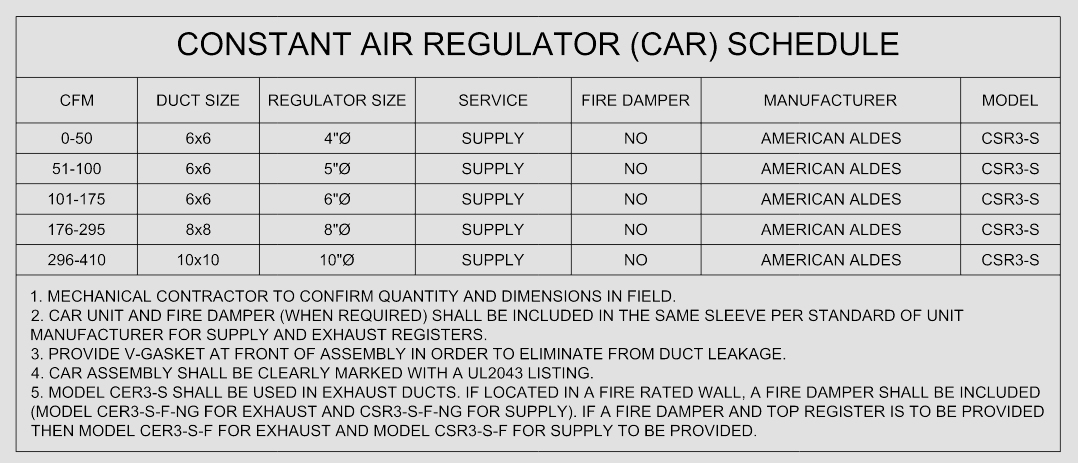 CONSTANT AIR REGULATOR (CAR) SCHEDULE
CFM DUCT SIZE REGULATOR SIZE SERVICE FIRE DAMPER MANUFACTURER MODEL
0-50 6x6 4"Ø SUPPLY NO AMERICAN ALDES CSR3-S
51-100 6x6 5"Ø SUPPLY NO AMERICAN ALDES CSR3-S
101-175 6x6 6"Ø SUPPLY NO AMERICAN ALDES CSR3-S
176-295 8x8 8"Ø SUPPLY NO AMERICAN ALDES CSR3-S
296-410 10x10 10"Ø SUPPLY NO AMERICAN ALDES CSR3-S
1. MECHANICAL CONTRACTOR TO CONFIRM QUANTITY AND DIMENSIONS IN FIELD.
2. CAR UNIT AND FIRE DAMPER (WHEN REQUIRED) SHALL BE INCLUDED IN THE SAME SLEEVE PER STANDARD OF UNIT
MANUFACTURER FOR SUPPLY AND EXHAUST REGISTERS.
3. PROVIDE V-GASKET AT FRONT OF ASSEMBLY IN ORDER TO ELIMINATE FROM DUCT LEAKAGE.
4. CAR ASSEMBLY SHALL BE CLEARLY MARKED WITH A UL2043 LISTING.
5. MODEL CER3-S SHALL BE USED IN EXHAUST DUCTS. IF LOCATED IN A FIRE RATED WALL, A FIRE DAMPER SHALL BE INCLUDED
(MODEL CER3-S-F-NG FOR EXHAUST AND CSR3-S-F-NG FOR SUPPLY). IF A FIRE DAMPER AND TOP REGISTER IS TO BE PROVIDED
THEN MODEL CER3-S-F FOR EXHAUST AND MODEL CSR3-S-F FOR SUPPLY TO BE PROVIDED.